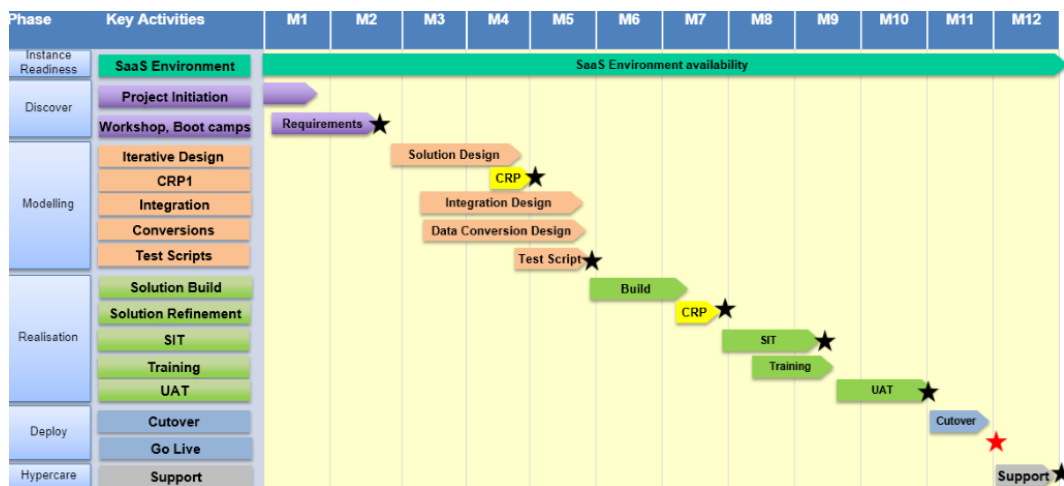 Phase Key Activities M1 M2 M3 M4 M5 M6 M7 M8 M9 M10 M11 M12
Instance
Readiness
SaaS Environment
SaaS Environment availability
Discover
Project Initiation
Workshop, Boot camps
Requirements
Modelling
Iterative Design
Solution Design
CRP1
CRP
Integration
Integration Design
Conversions
Data Conversion Design
Test Scripts
Test Script
Realisation
Solution Build
Build
Solution Refinement
CRP
SIT
SIT
Training
Training
UAT
UAT
Deploy
Cutover
Cutover
Go Live
Hypercare
Support
Support